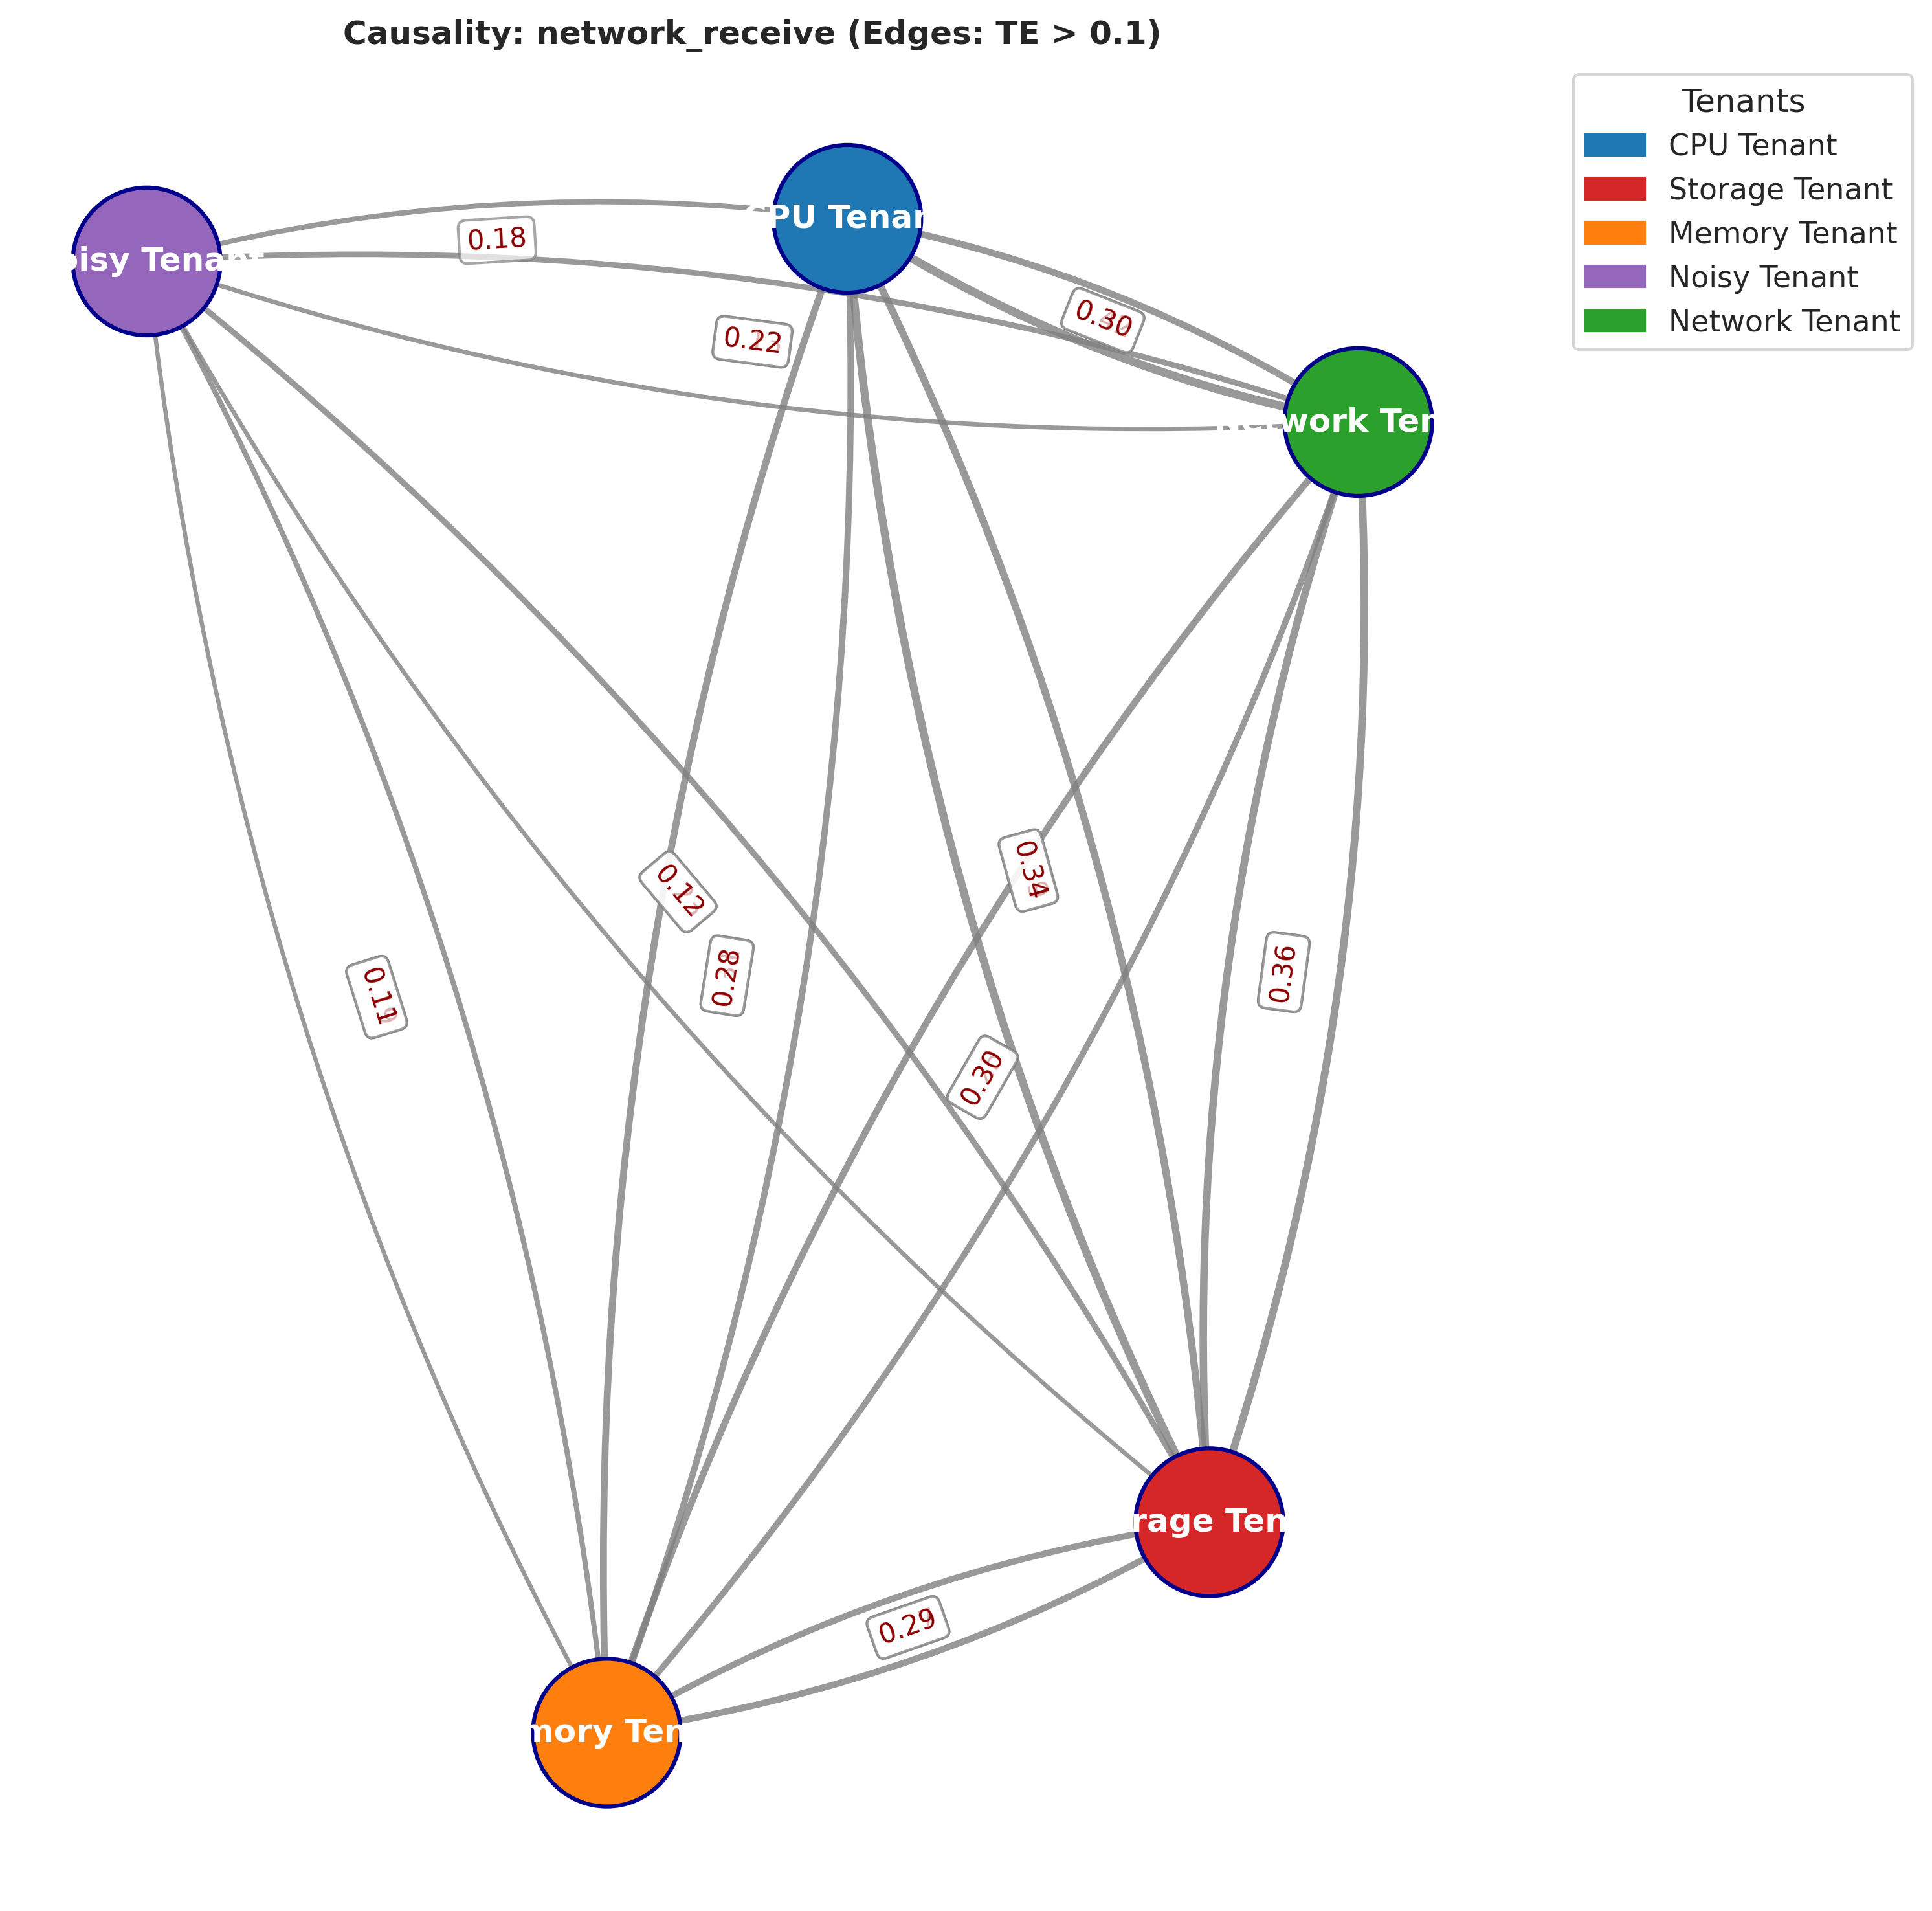 Causality: network_receive (Edges: TE > 0.1)
Tenants
CPU Tenant
Storage Tenant
Memory Tenant
Noisy Tenant
Network Tenant
CPU Tenan
oisy Tenant
0.18
0.30
0.22
work Ten
0.34
0.12
0.36
0.28
0.11
0.30
rage Ten
0.29
mory Ten